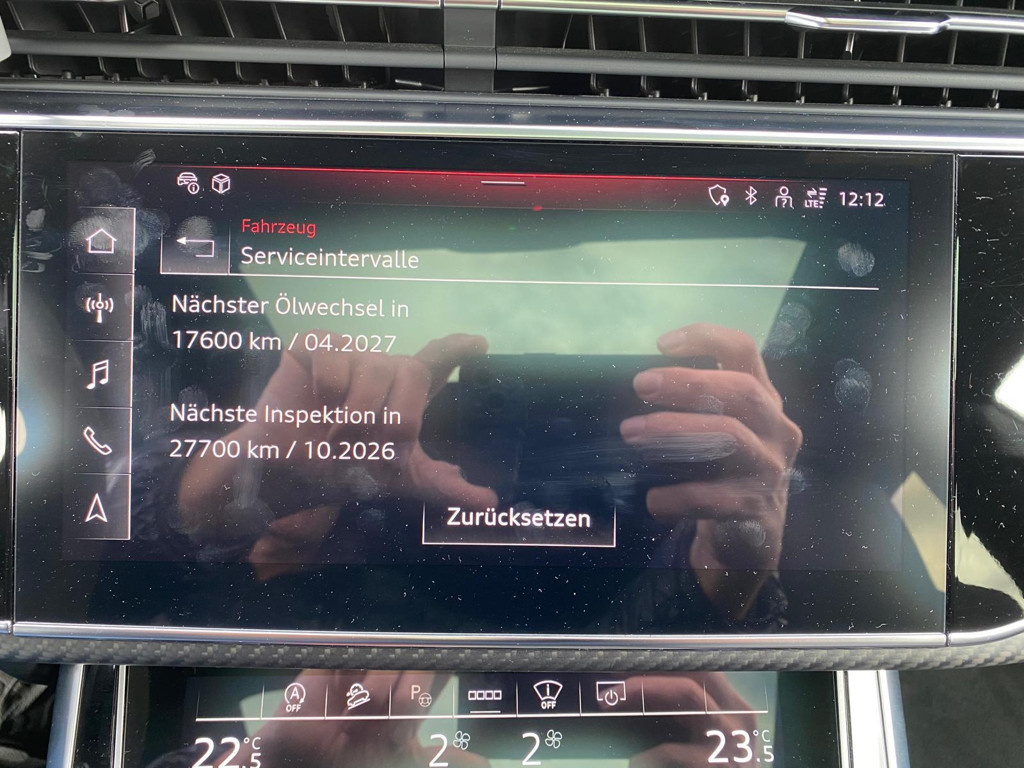 LTE 12:12
Fahrzeug
Serviceintervalle
Nächster Ölwechsel in
17600 km / 04.2027
Nächste Inspektion in
27700 km / 10.2026
Zurücksetzen
A OFF P OFF
22.5 °C 2 2 23.5 °C